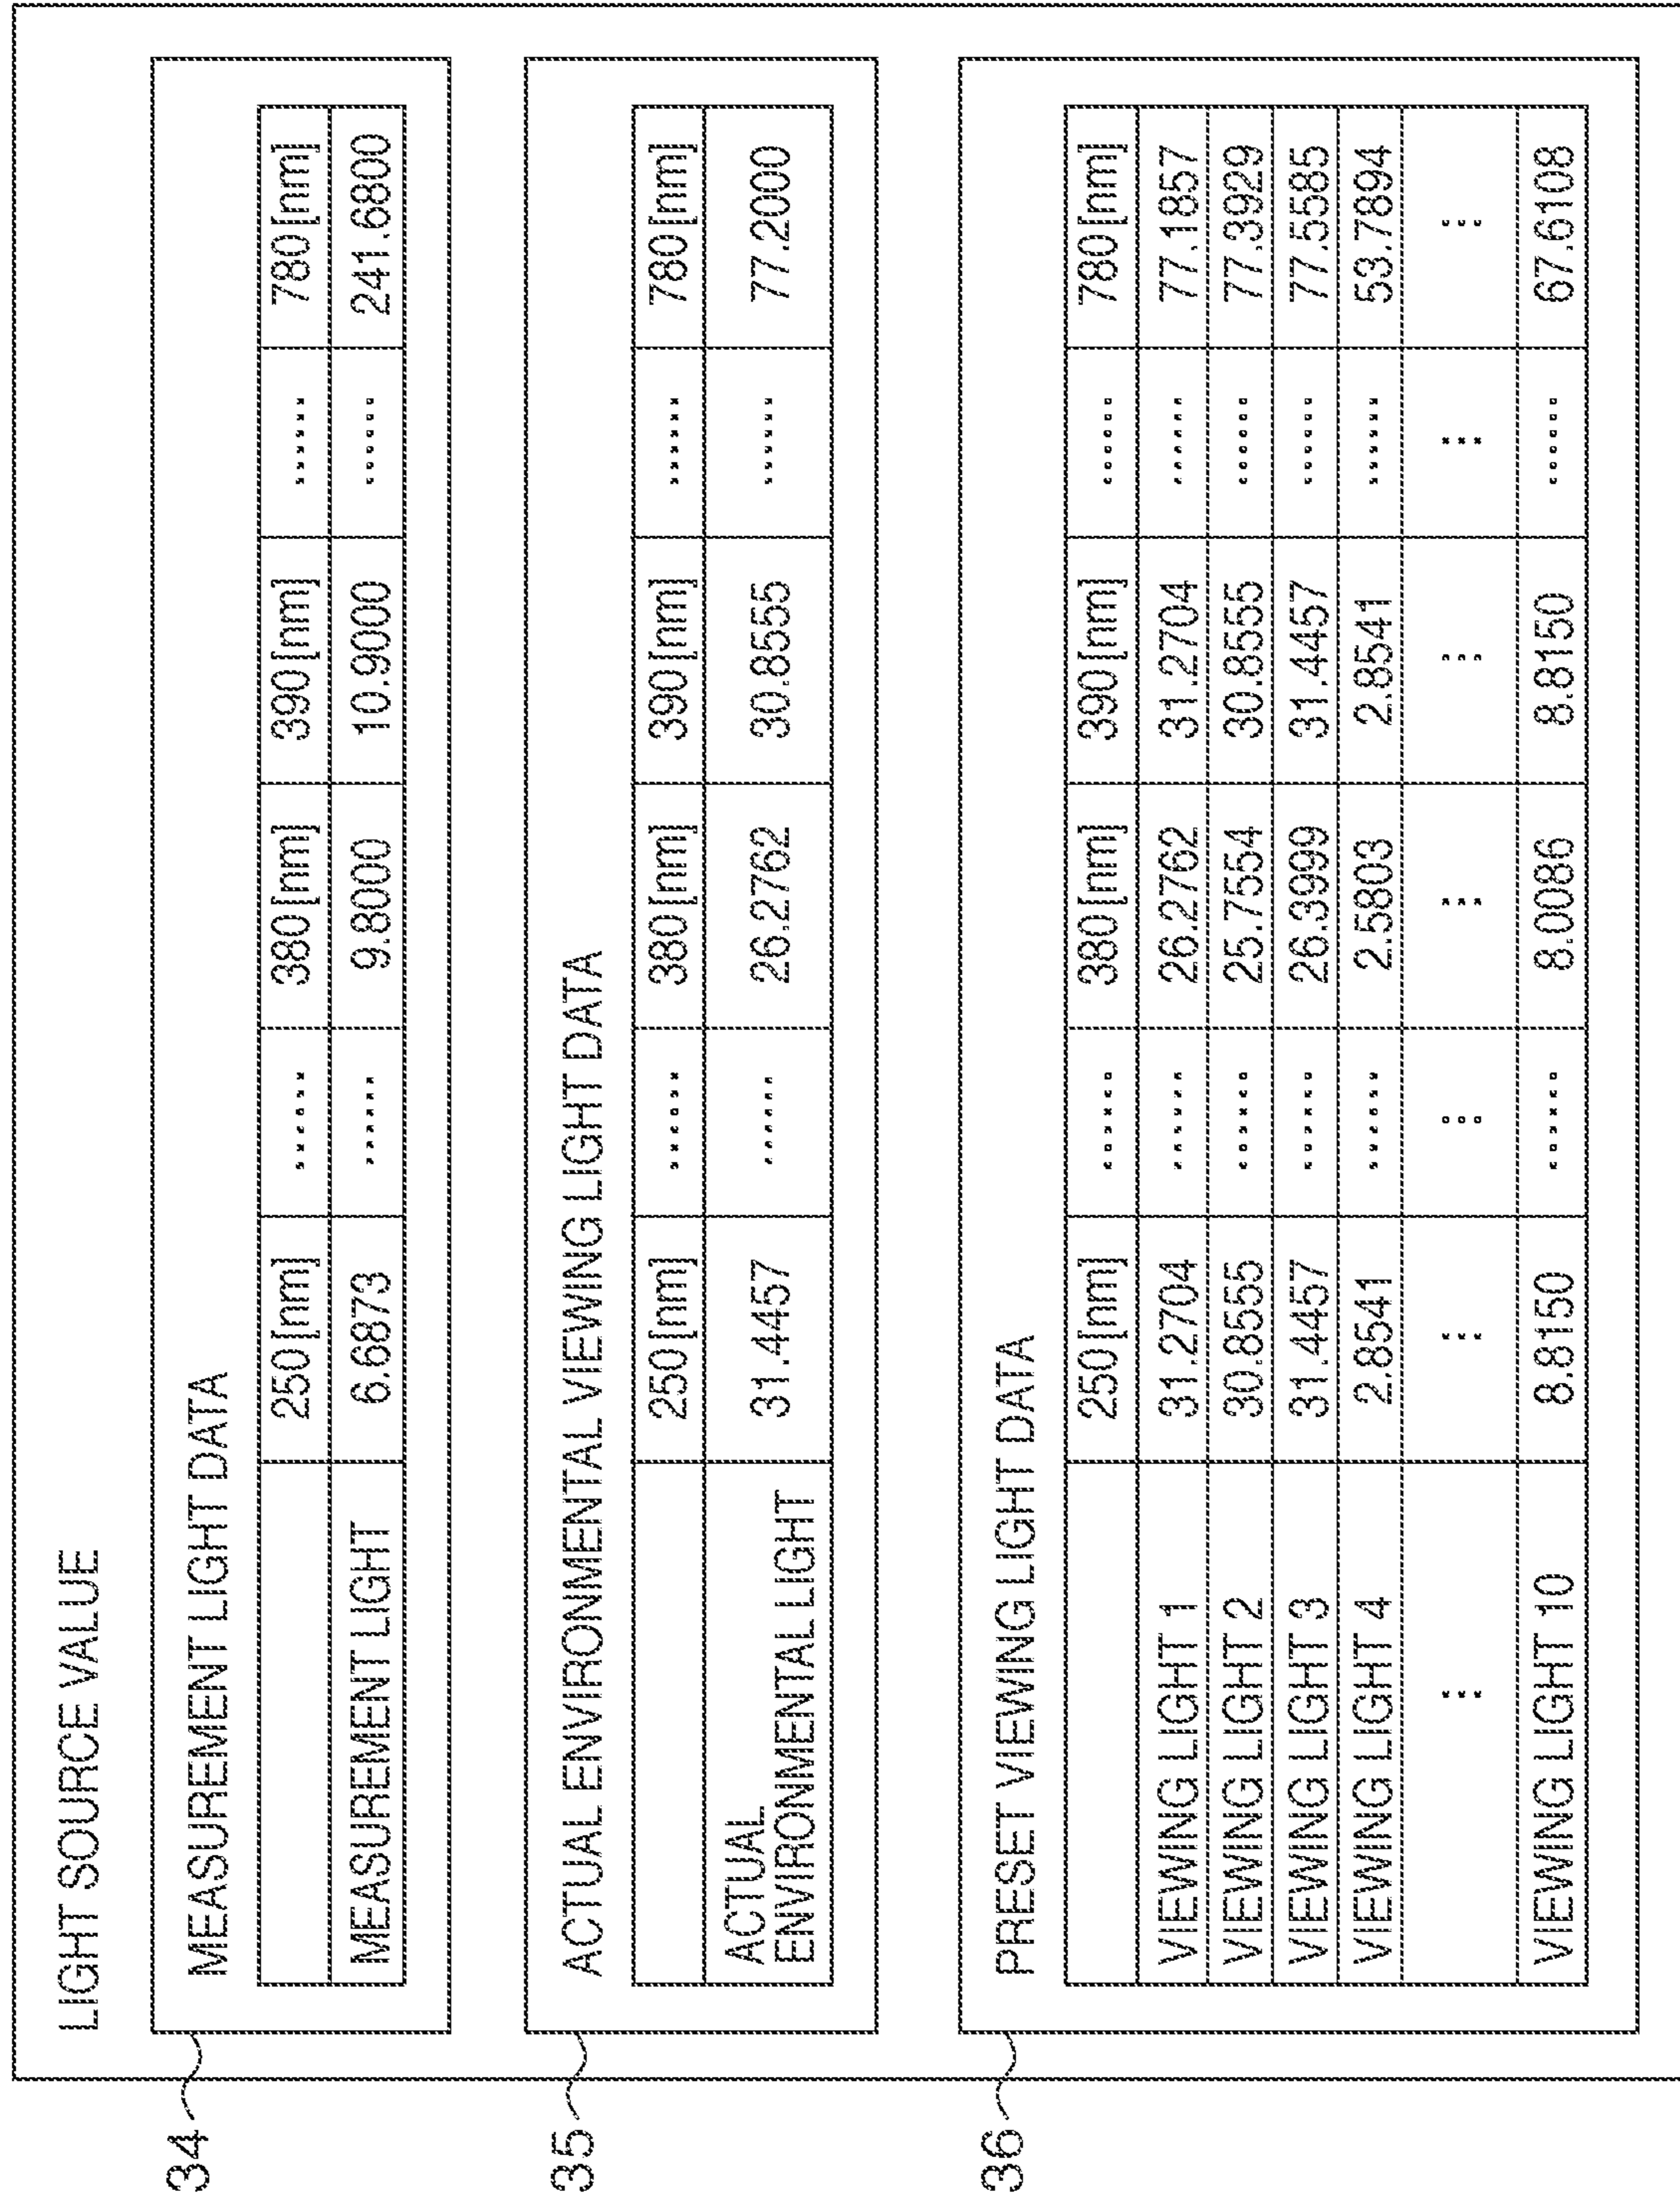 LIGHT SOURCE VALUE
34
MEASUREMENT LIGHT DATA
250[nm] ...... 380[nm] 390[nm] ...... 780[nm]
MEASUREMENT LIGHT 6.6873 ...... 9.8000 10.9000 ...... 241.6800
35
ACTUAL ENVIRONMENTAL VIEWING LIGHT DATA
250[nm] ...... 380[nm] 390[nm] ...... 780[nm]
ACTUAL
ENVIRONMENTAL LIGHT 31.4457 ...... 26.2762 30.8555 ...... 77.2000
36
PRESET VIEWING LIGHT DATA
250[nm] ...... 380[nm] 390[nm] ...... 780[nm]
VIEWING LIGHT 1 31.2704 ...... 26.2762 31.2704 ...... 77.1857
VIEWING LIGHT 2 30.8555 ...... 25.7554 30.8555 ...... 77.3929
VIEWING LIGHT 3 31.4457 ...... 26.3999 31.4457 ...... 77.5585
VIEWING LIGHT 4 2.8541 ...... 2.5803 2.8541 ...... 53.7894
⋮ ⋮ ⋮ ⋮ ⋮ ⋮ ⋮
VIEWING LIGHT 10 8.8150 ...... 8.0086 8.8150 ...... 67.6108